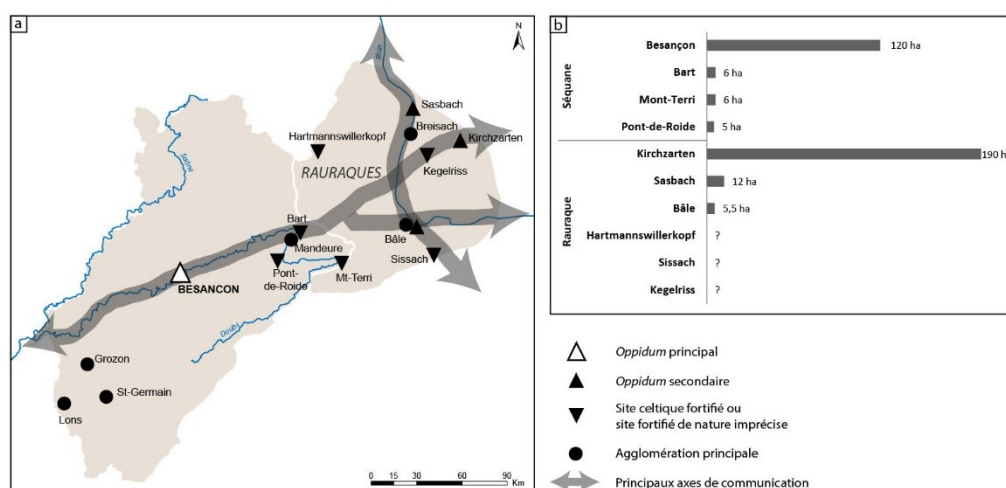 a
N
Rhin
Sasbach
Breisach
Hartmannswillerkopf
Kirchzarten
RAURAQUES
Kegelriss
Saône
Bart
Bâle
Mandeure
Sissach
Pont-
de-Roide
Mt-Terri
BESANCON
Doubs
Grozon
St-Germain
Lons
0 15 30 60 90
Km
b
Séquane
Besançon 120 ha
Bart 6 ha
Mont-Terri 6 ha
Pont-de-Roide 5 ha
Rauraque
Kirchzarten 190 h
Sasbach 12 ha
Bâle 5,5 ha
Hartmannswillerkopf ?
Sissach ?
Kegelriss ?
Oppidum principal
Oppidum secondaire
Site celtique fortifié ou
site fortifié de nature imprécise
Agglomération principale
Principaux axes de communication